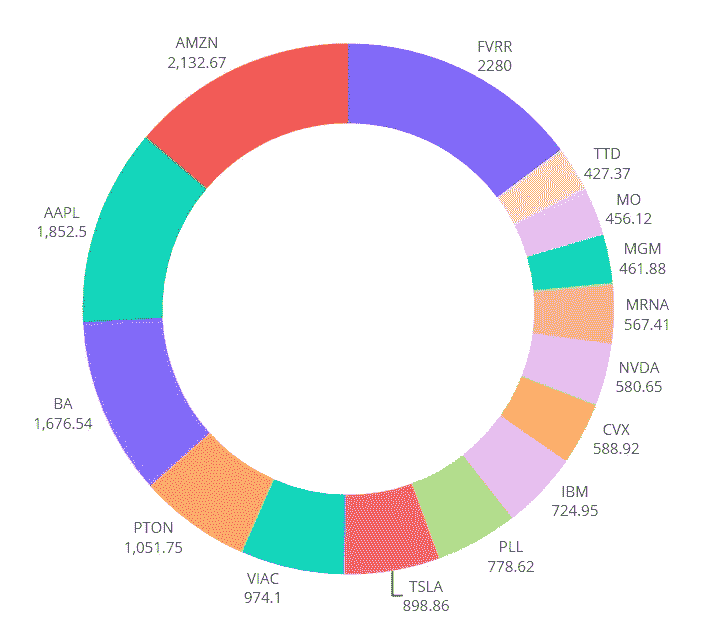 AMZN
2,132.67
FVRR
2280
TTD
427.37
MO
456.12
MGM
461.88
MRNA
567.41
NVDA
580.65
CVX
588.92
IBM
724.95
PLL
778.62
TSLA
898.86
VIAC
974.1
PTON
1,051.75
BA
1,676.54
AAPL
1,852.5